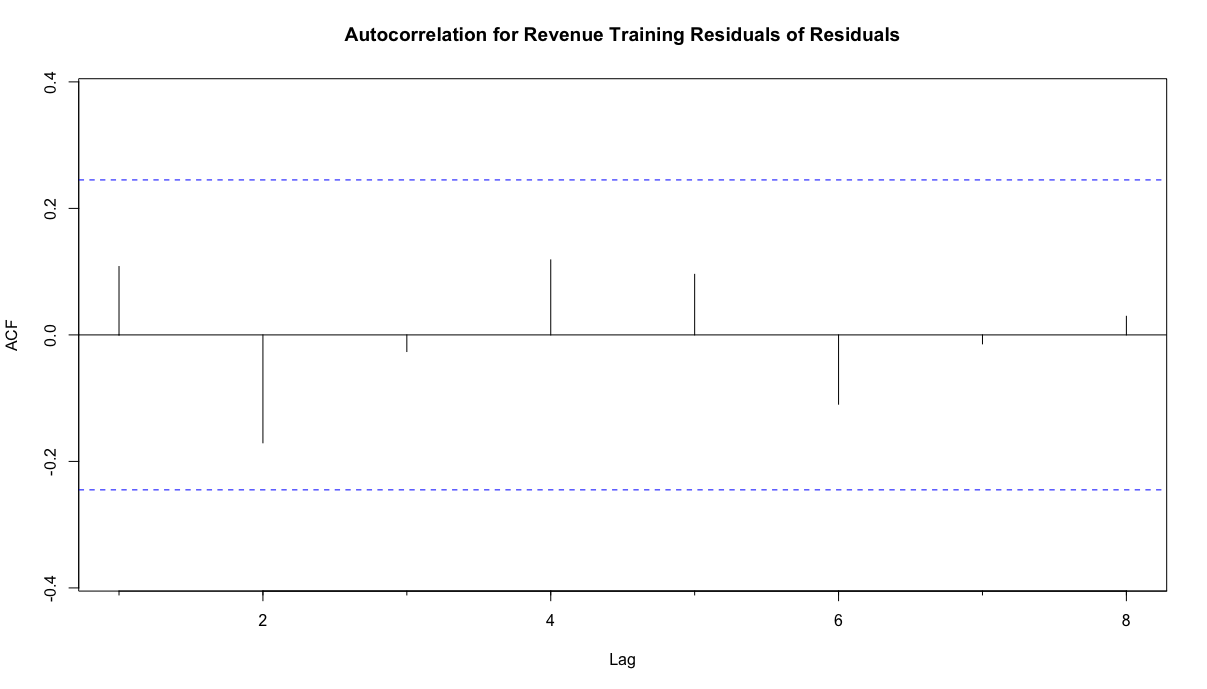 Autocorrelation for Revenue Training Residuals of Residuals
0.4
0.2
0.0
-0.2
-0.4
ACF
2 4 6 8
Lag